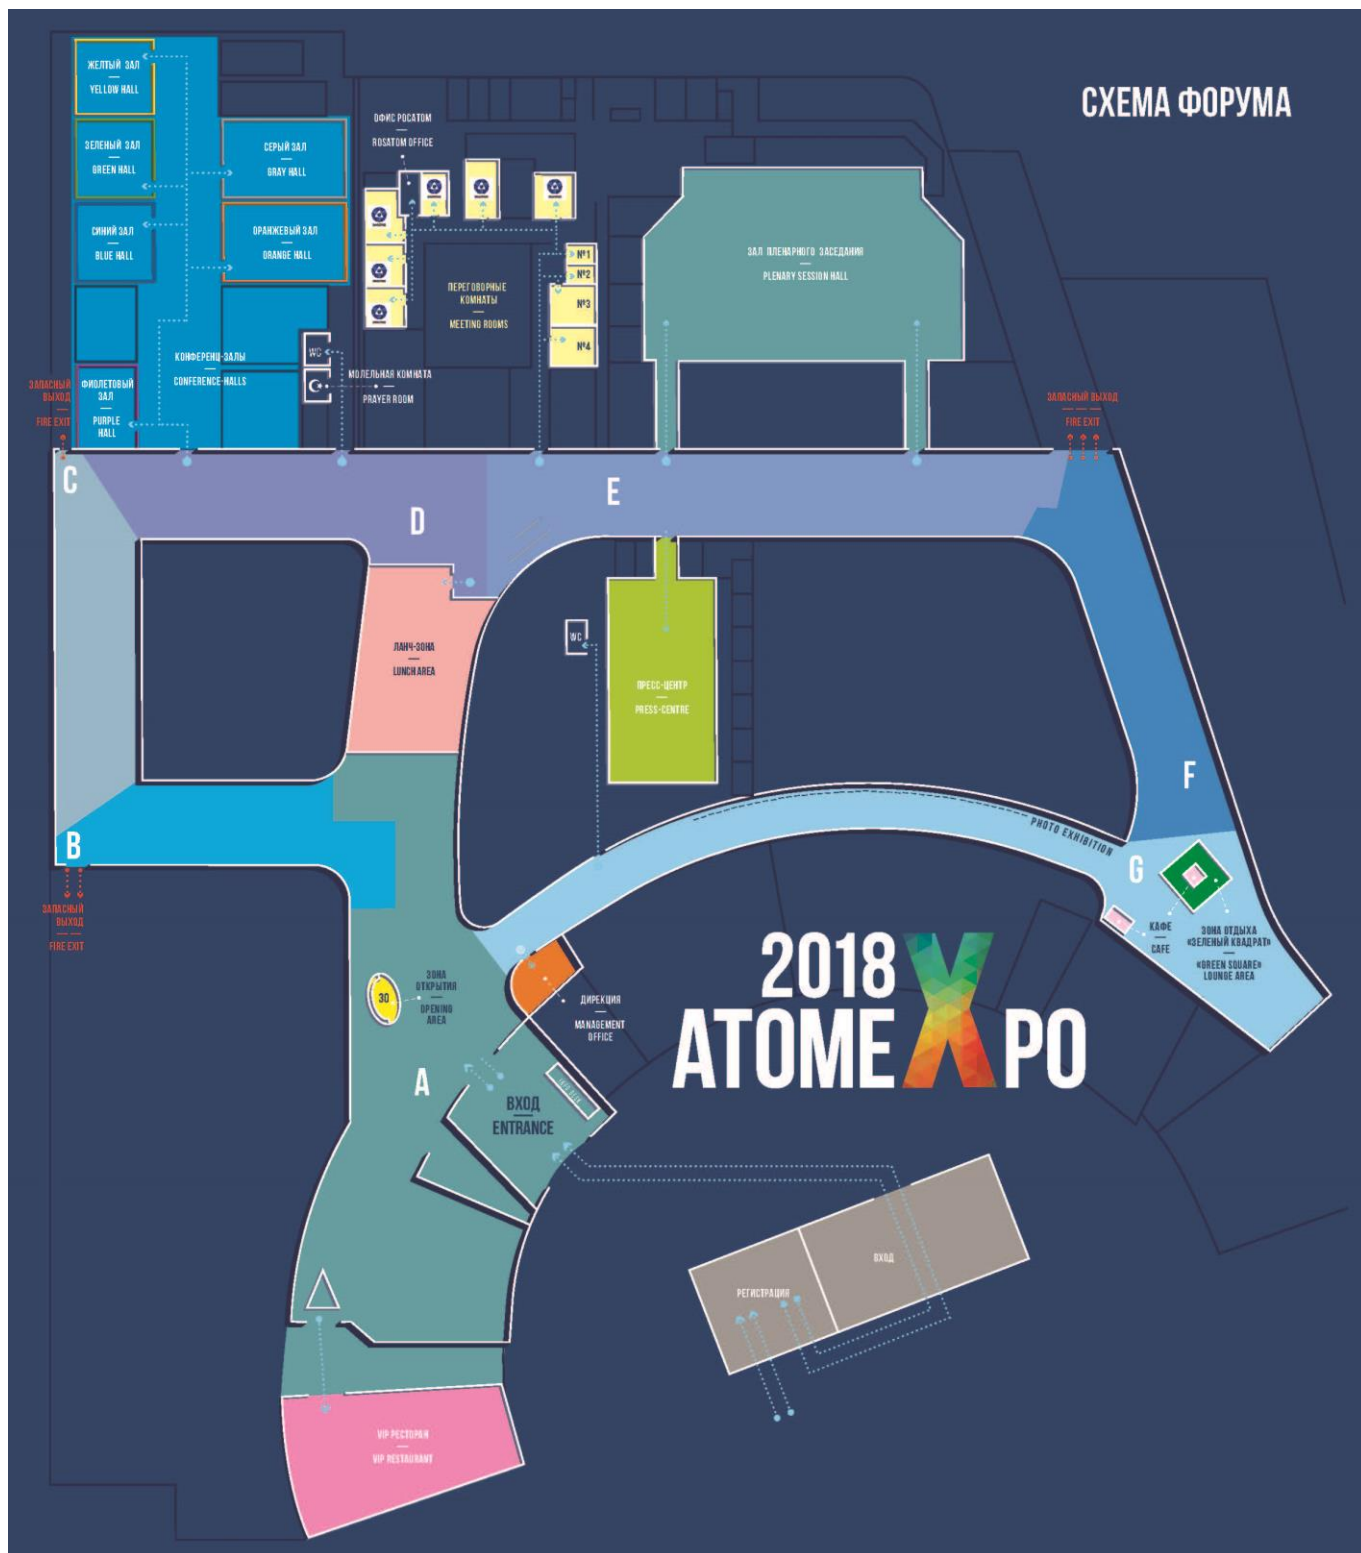 СХЕМА ФОРУМА
ЖЕЛТЫЙ ЗАЛ
YELLOW HALL
ЗЕЛЕНЫЙ ЗАЛ
GREEN HALL
СИНИЙ ЗАЛ
BLUE HALL
СЕРЫЙ ЗАЛ
GRAY HALL
ОРАНЖЕВЫЙ ЗАЛ
ORANGE HALL
ОФИС РОСАТОМ
ROSATOM OFFICE
ПЕРЕГОВОРНЫЕ
КОМНАТЫ
MEETING ROOMS
№1
№2
№3
№4
ЗАЛ ПЛЕНАРНОГО ЗАСЕДАНИЯ
PLENARY SESSION HALL
КОНФЕРЕНЦ-ЗАЛЫ
CONFERENCE-HALLS
WC
МОЛЕЛЬНАЯ КОМНАТА
PRAYER ROOM
ФИОЛЕТОВЫЙ
ЗАЛ
PURPLE
HALL
ЗАПАСНЫЙ
ВЫХОД
FIRE EXIT
ЗАПАСНЫЙ ВЫХОД
FIRE EXIT
C
D
E
ЛАНЧ-ЗОНА
LUNCH AREA
WC
ПРЕСС-ЦЕНТР
PRESS-CENTRE
F
PHOTO EXHIBITION
B
G
ЗАПАСНЫЙ
ВЫХОД
FIRE EXIT
КАФЕ
CAFE
ЗОНА ОТДЫХА
«ЗЕЛЕНЫЙ КВАДРАТ»
«GREEN SQUARE»
LOUNGE AREA
30
ЗОНА
ОТКРЫТИЯ
OPENING
AREA
ДИРЕКЦИЯ
MANAGEMENT
OFFICE
2018
ATOMEXPO
A
ВХОД
ENTRANCE
РЕГИСТРАЦИЯ
ВХОД
VIP РЕСТОРАН
VIP RESTAURANT